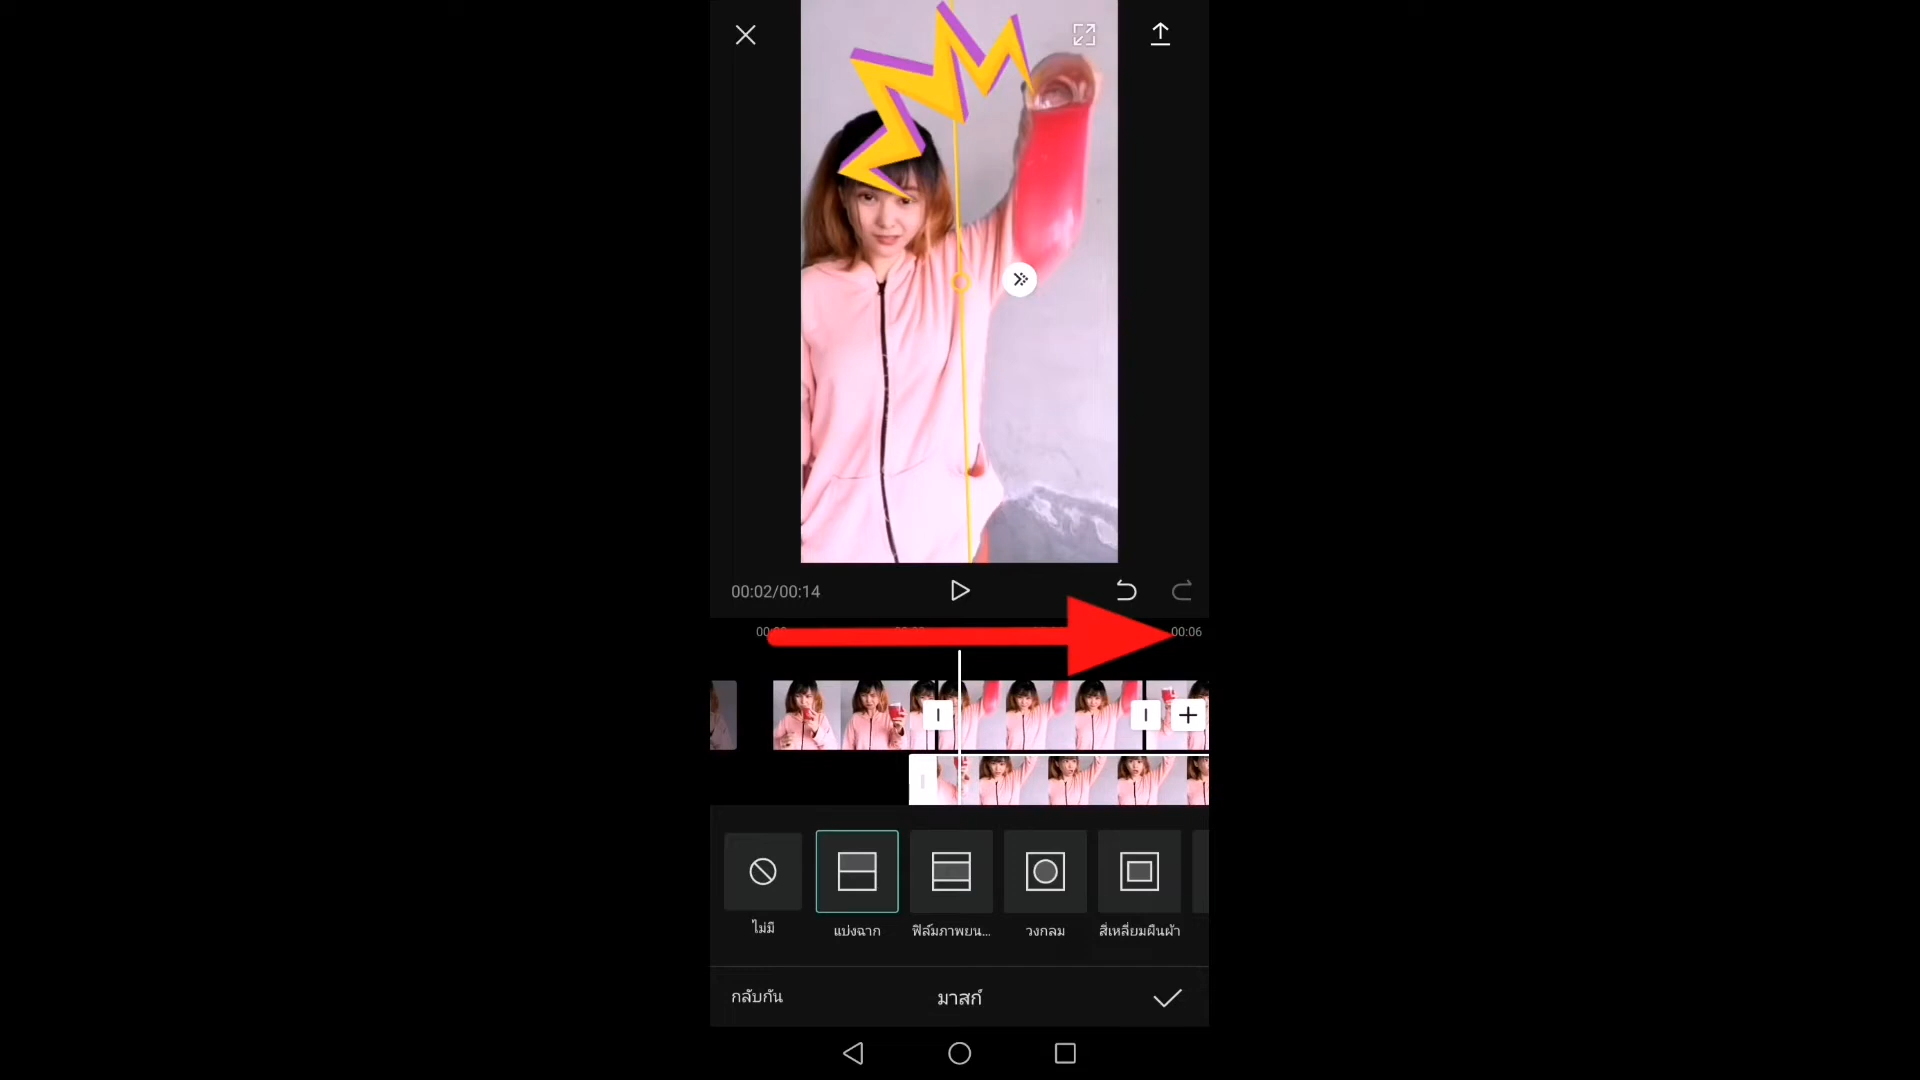 00:02/00:14
00:06
ไม่มี
แบ่งฉาก
ฟิล์มภาพยน...
วงกลม
สี่เหลี่ยมผืนผ้า
กลับกัน
มาสก์